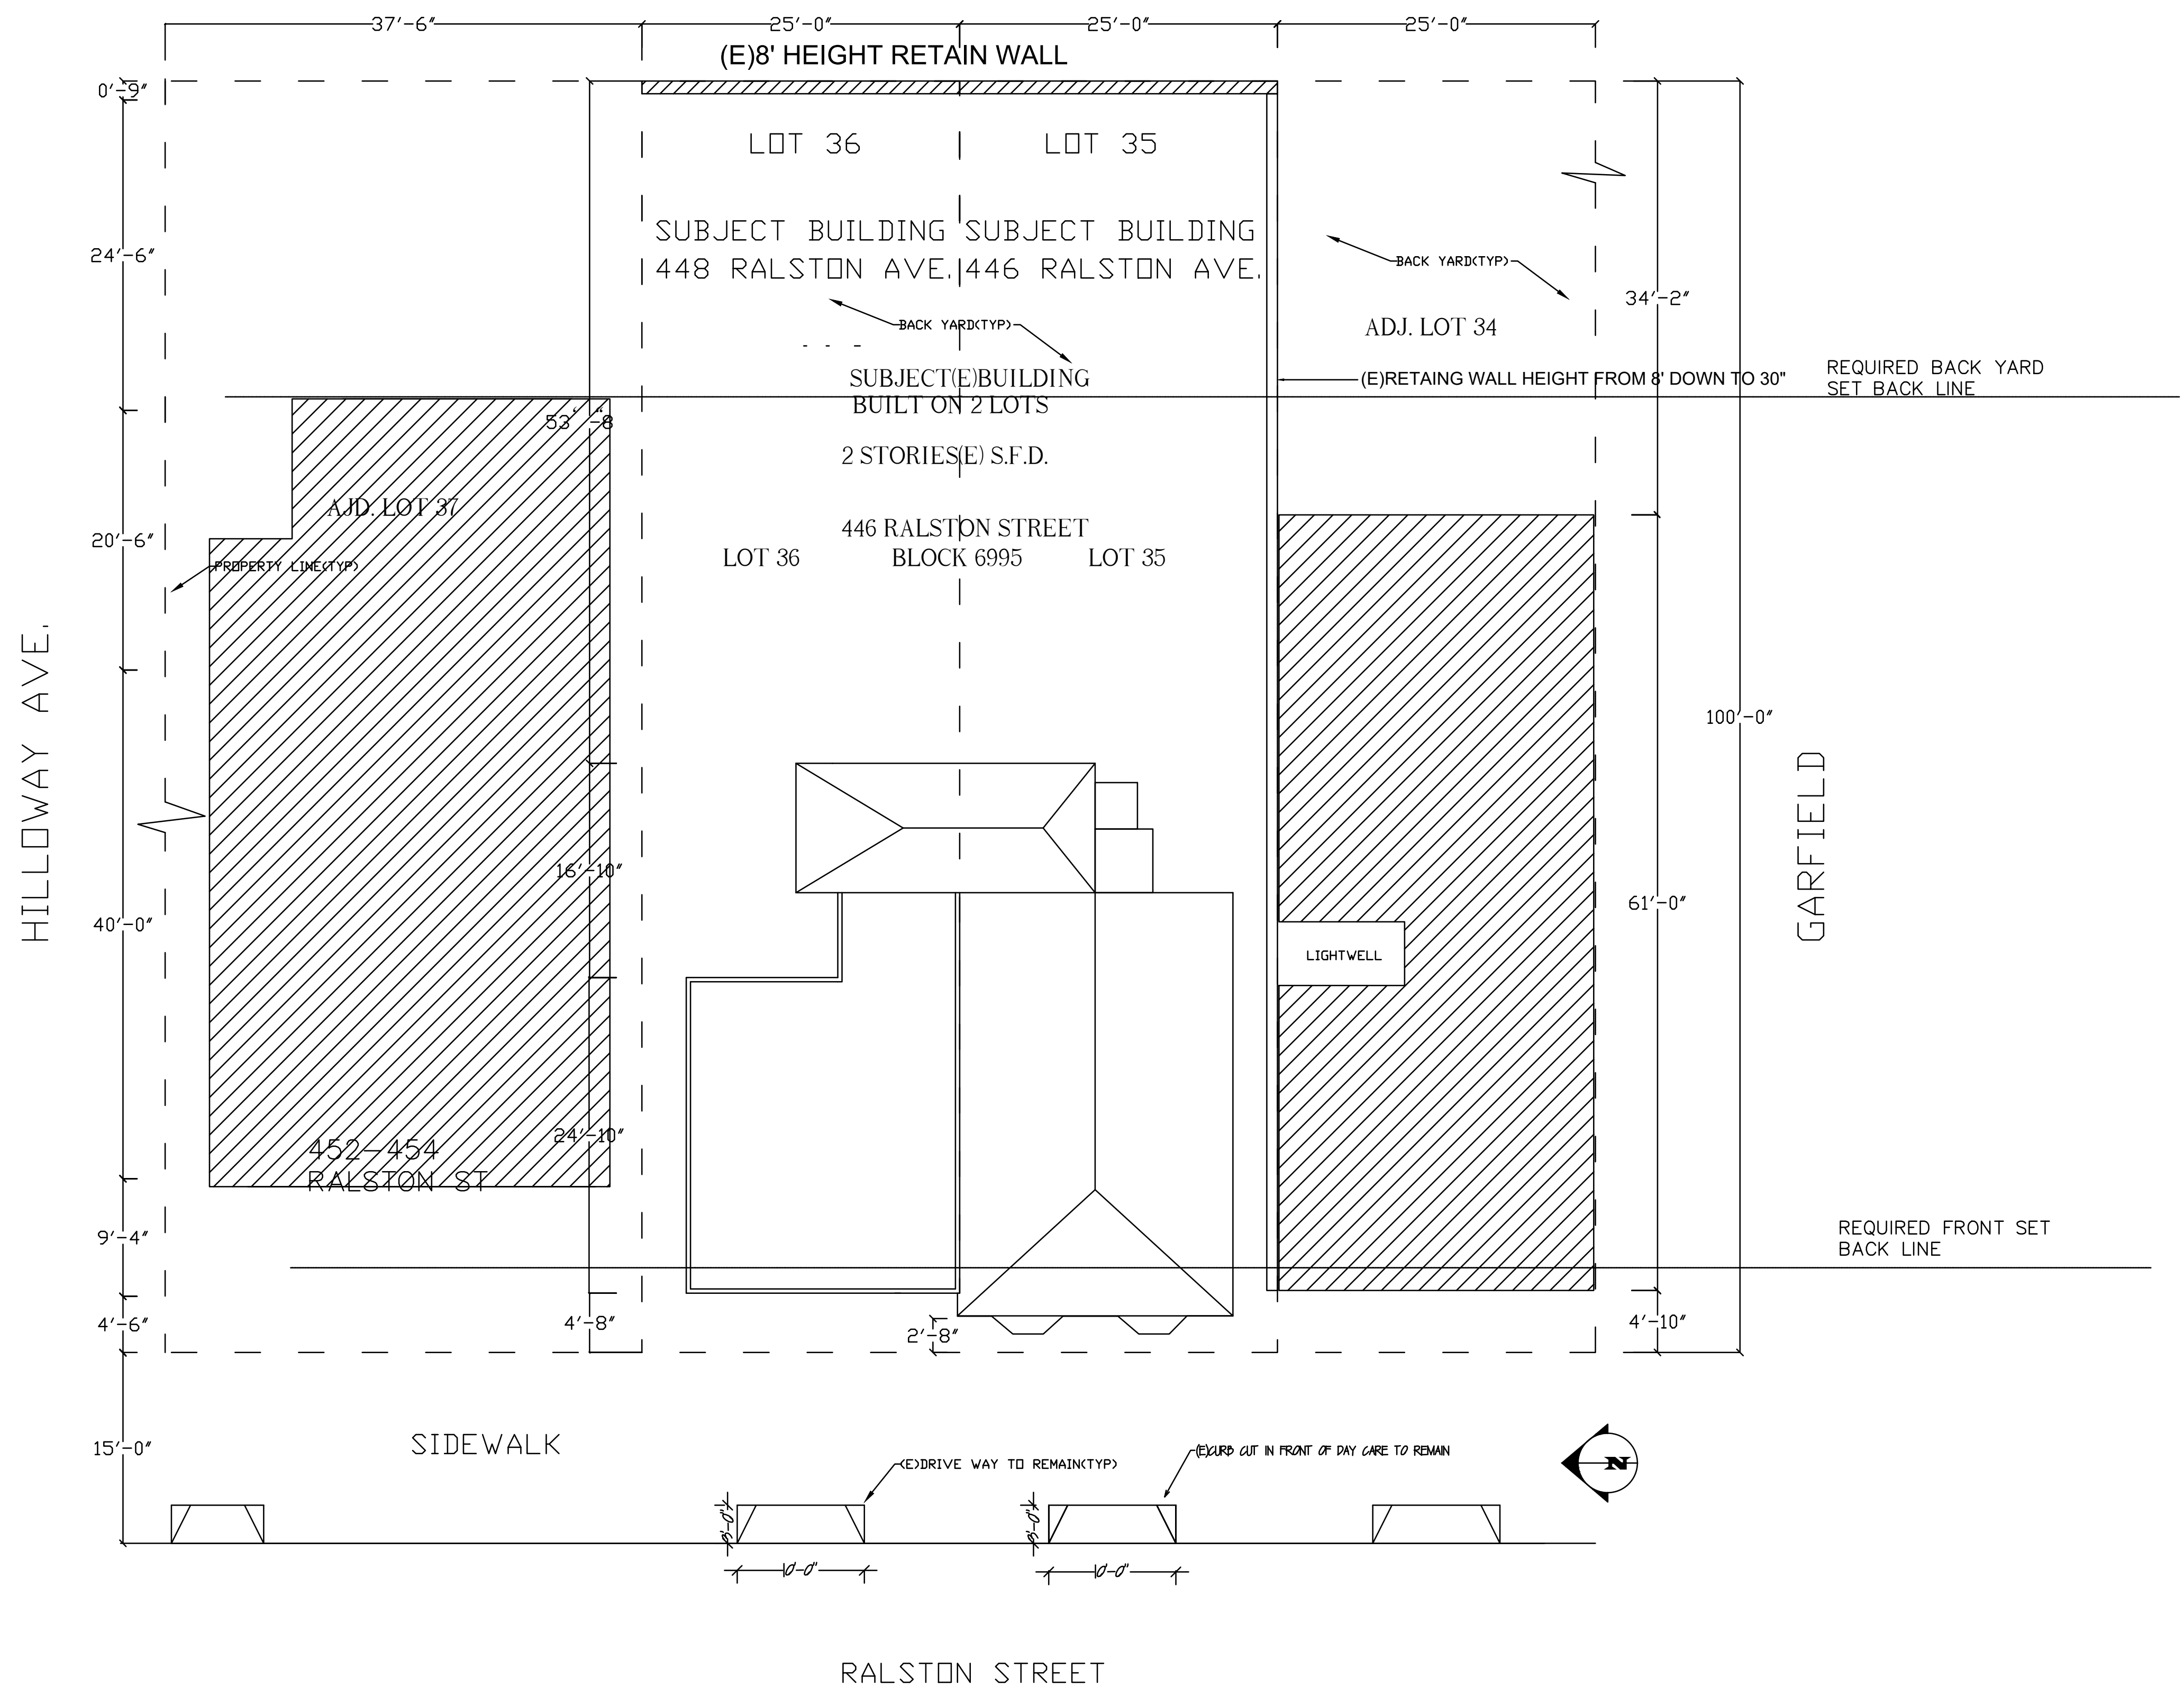 37'-6"
25'-0"
25'-0"
25'-0"
(E)8' HEIGHT RETAIN WALL
0'-9"
LOT 36
LOT 35
SUBJECT BUILDING
448 RALSTON AVE.
SUBJECT BUILDING
446 RALSTON AVE.
24'-6"
BACK YARD(TYP)
BACK YARD(TYP)
34'-2"
ADJ. LOT 34
SUBJECT(E)BUILDING
BUILT ON 2 LOTS
(E)RETAING WALL HEIGHT FROM 8' DOWN TO 30"
REQUIRED BACK YARD
SET BACK LINE
53'-8"
2 STORIES(E) S.F.D.
AJD. LOT 37
446 RALSTON STREET
LOT 36
BLOCK 6995
LOT 35
20'-6"
PROPERTY LINE(TYP)
HILLOWAY AVE.
100'-0"
GARFIELD
16'-10"
61'-0"
40'-0"
LIGHTWELL
24'-10"
452-454
RALSTON ST
9'-4"
REQUIRED FRONT SET
BACK LINE
4'-6"
4'-8"
2'-8"
4'-10"
15'-0"
SIDEWALK
(E)DRIVE WAY TO REMAIN(TYP)
(E)CURB CUT IN FRONT OF DAY CARE TO REMAIN
N
10'-0"
10'-0"
RALSTON STREET